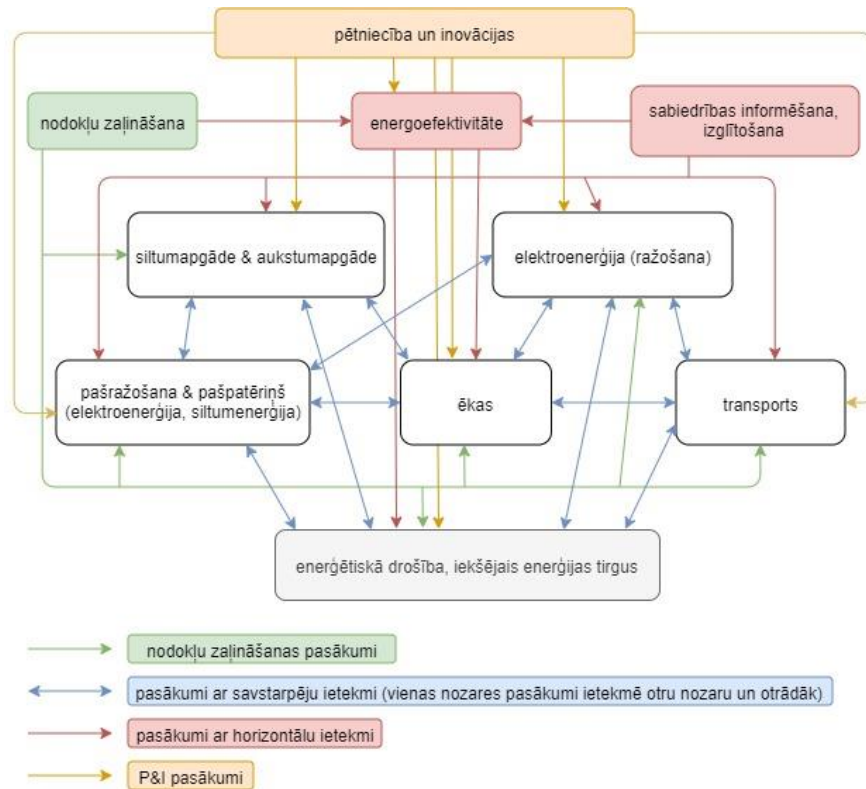 pētniecība un inovācijas
nodokļu zaļināšana
energoefektivitāte
sabiedrības informēšana,
izglītošana
siltumapgāde & aukstumapgāde
elektroenerģija (ražošana)
pašražošana & pašpatēriņš
(elektroenerģija, siltumenerģija)
ēkas
transports
enerģētiskā drošība, iekšējais enerģijas tirgus
nodokļu zaļināšanas pasākumi
pasākumi ar savstarpēju ietekmi (vienas nozares pasākumi ietekmē otru nozaru un otrādāk)
pasākumi ar horizontālu ietekmi
P&I pasākumi